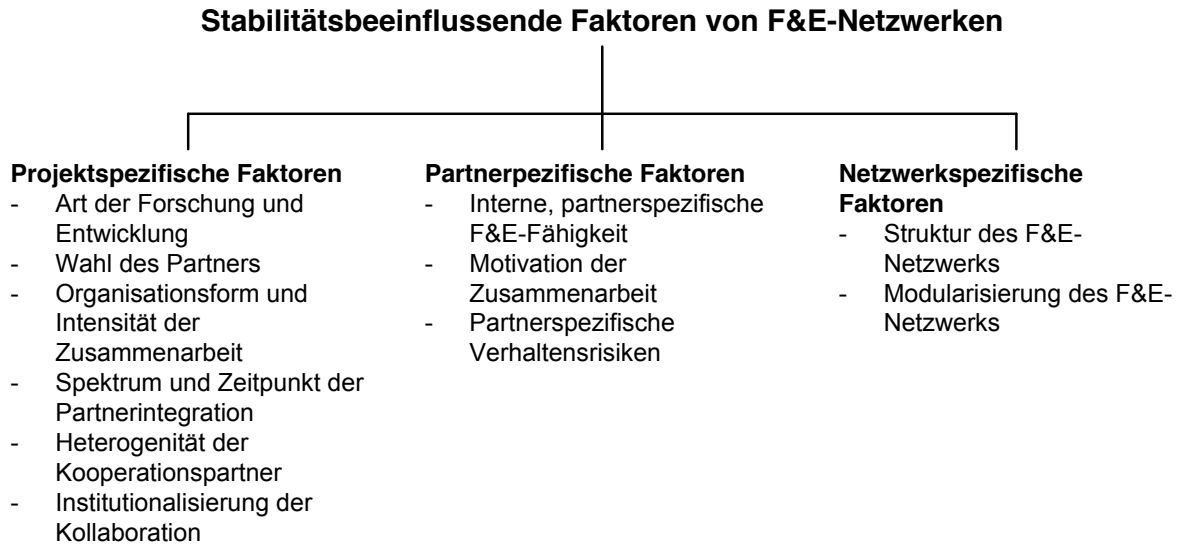 Stabilitätsbeeinflussende Faktoren von F&E-Netzwerken
Projektspezifische Faktoren
- Art der Forschung und
Entwicklung
- Wahl des Partners
- Organisationsform und
Intensität der
Zusammenarbeit
- Spektrum und Zeitpunkt der
Partnerintegration
- Heterogenität der
Kooperationspartner
- Institutionalisierung der
Kollaboration
Partnerpezifische Faktoren
- Interne, partnerspezifische
F&E-Fähigkeit
- Motivation der
Zusammenarbeit
- Partnerspezifische
Verhaltensrisiken
Netzwerkspezifische
Faktoren
- Struktur des F&E-
Netzwerks
- Modularisierung des F&E-
Netzwerks